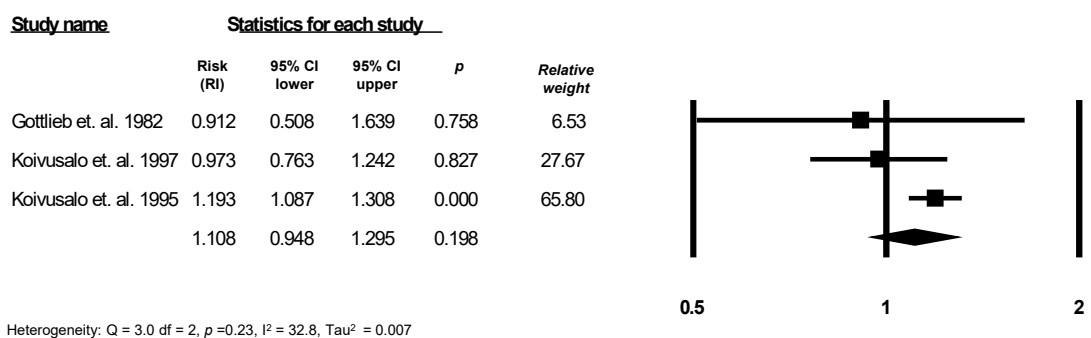 Study name Statistics for each study
Risk (RI) 95% CI lower 95% CI upper p Relative weight
Gottlieb et. al. 1982 0.912 0.508 1.639 0.758 6.53
Koivusalo et. al. 1997 0.973 0.763 1.242 0.827 27.67
Koivusalo et. al. 1995 1.193 1.087 1.308 0.000 65.80
1.108 0.948 1.295 0.198
0.5 1 2
Heterogeneity: Q = 3.0 df = 2, p =0.23, I² = 32.8, Tau² = 0.007